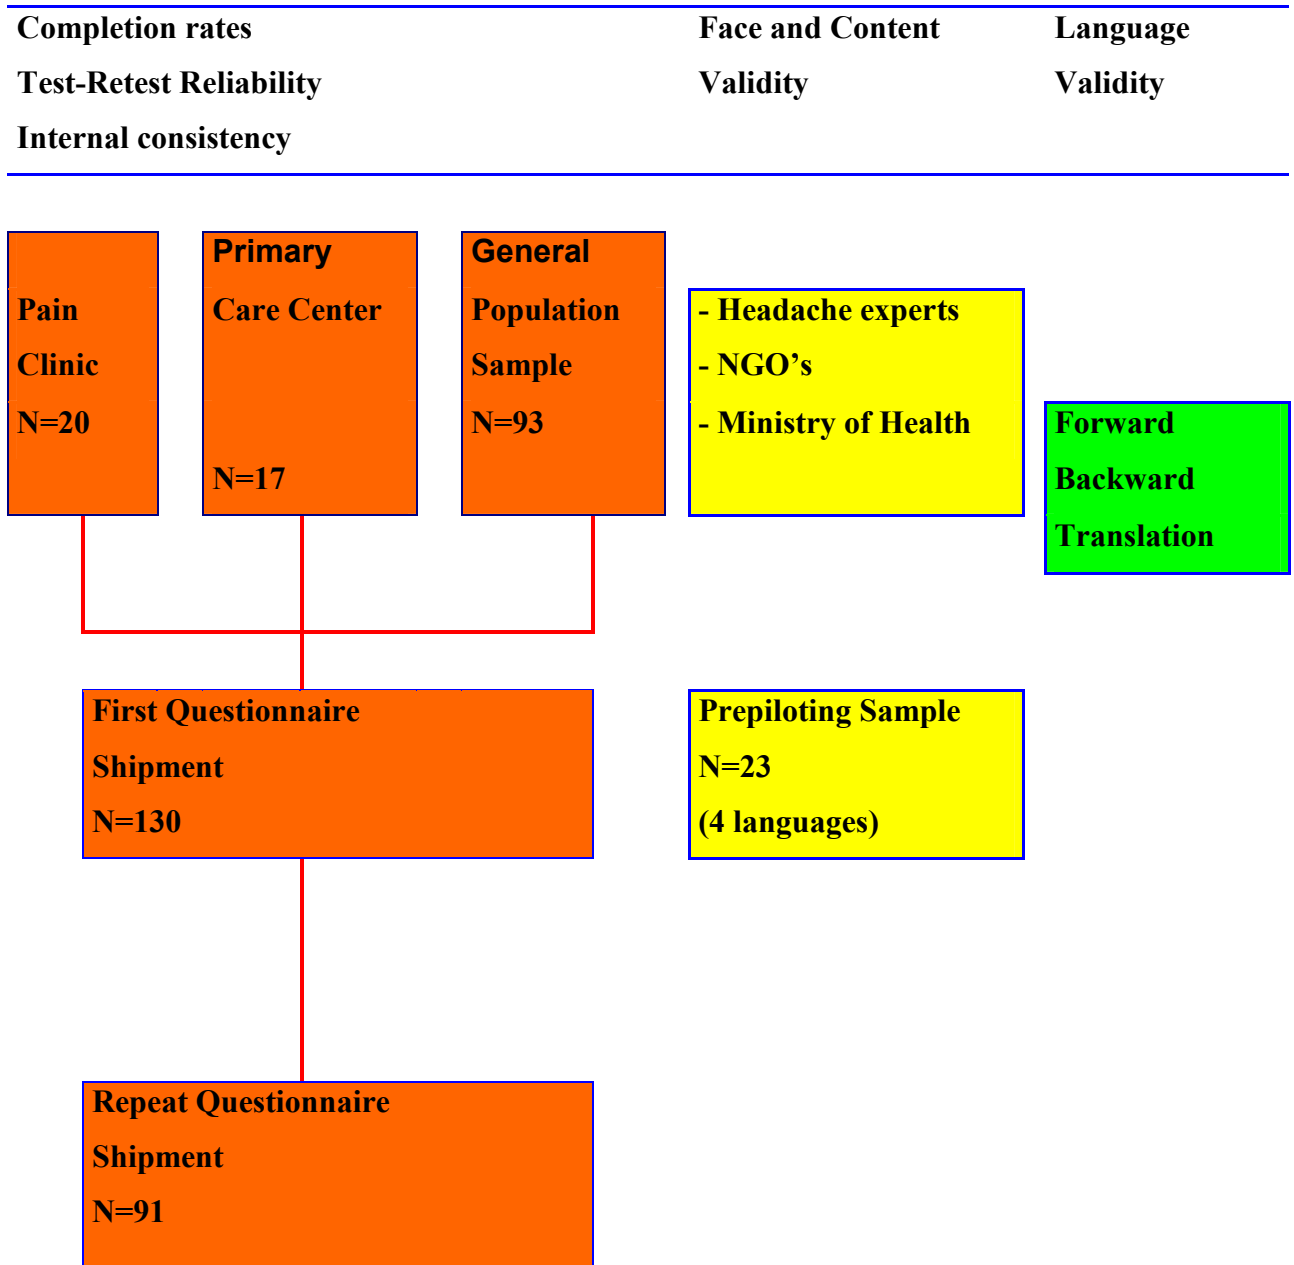 Completion rates
Test-Retest Reliability
Internal consistency
Face and Content
Validity
Language
Validity
Pain
Clinic
N=20
Primary
Care Center
N=17
General
Population
Sample
N=93
- Headache experts
- NGO’s
- Ministry of Health
Forward
Backward
Translation
First Questionnaire
Shipment
N=130
Prepiloting Sample
N=23
(4 languages)
Repeat Questionnaire
Shipment
N=91